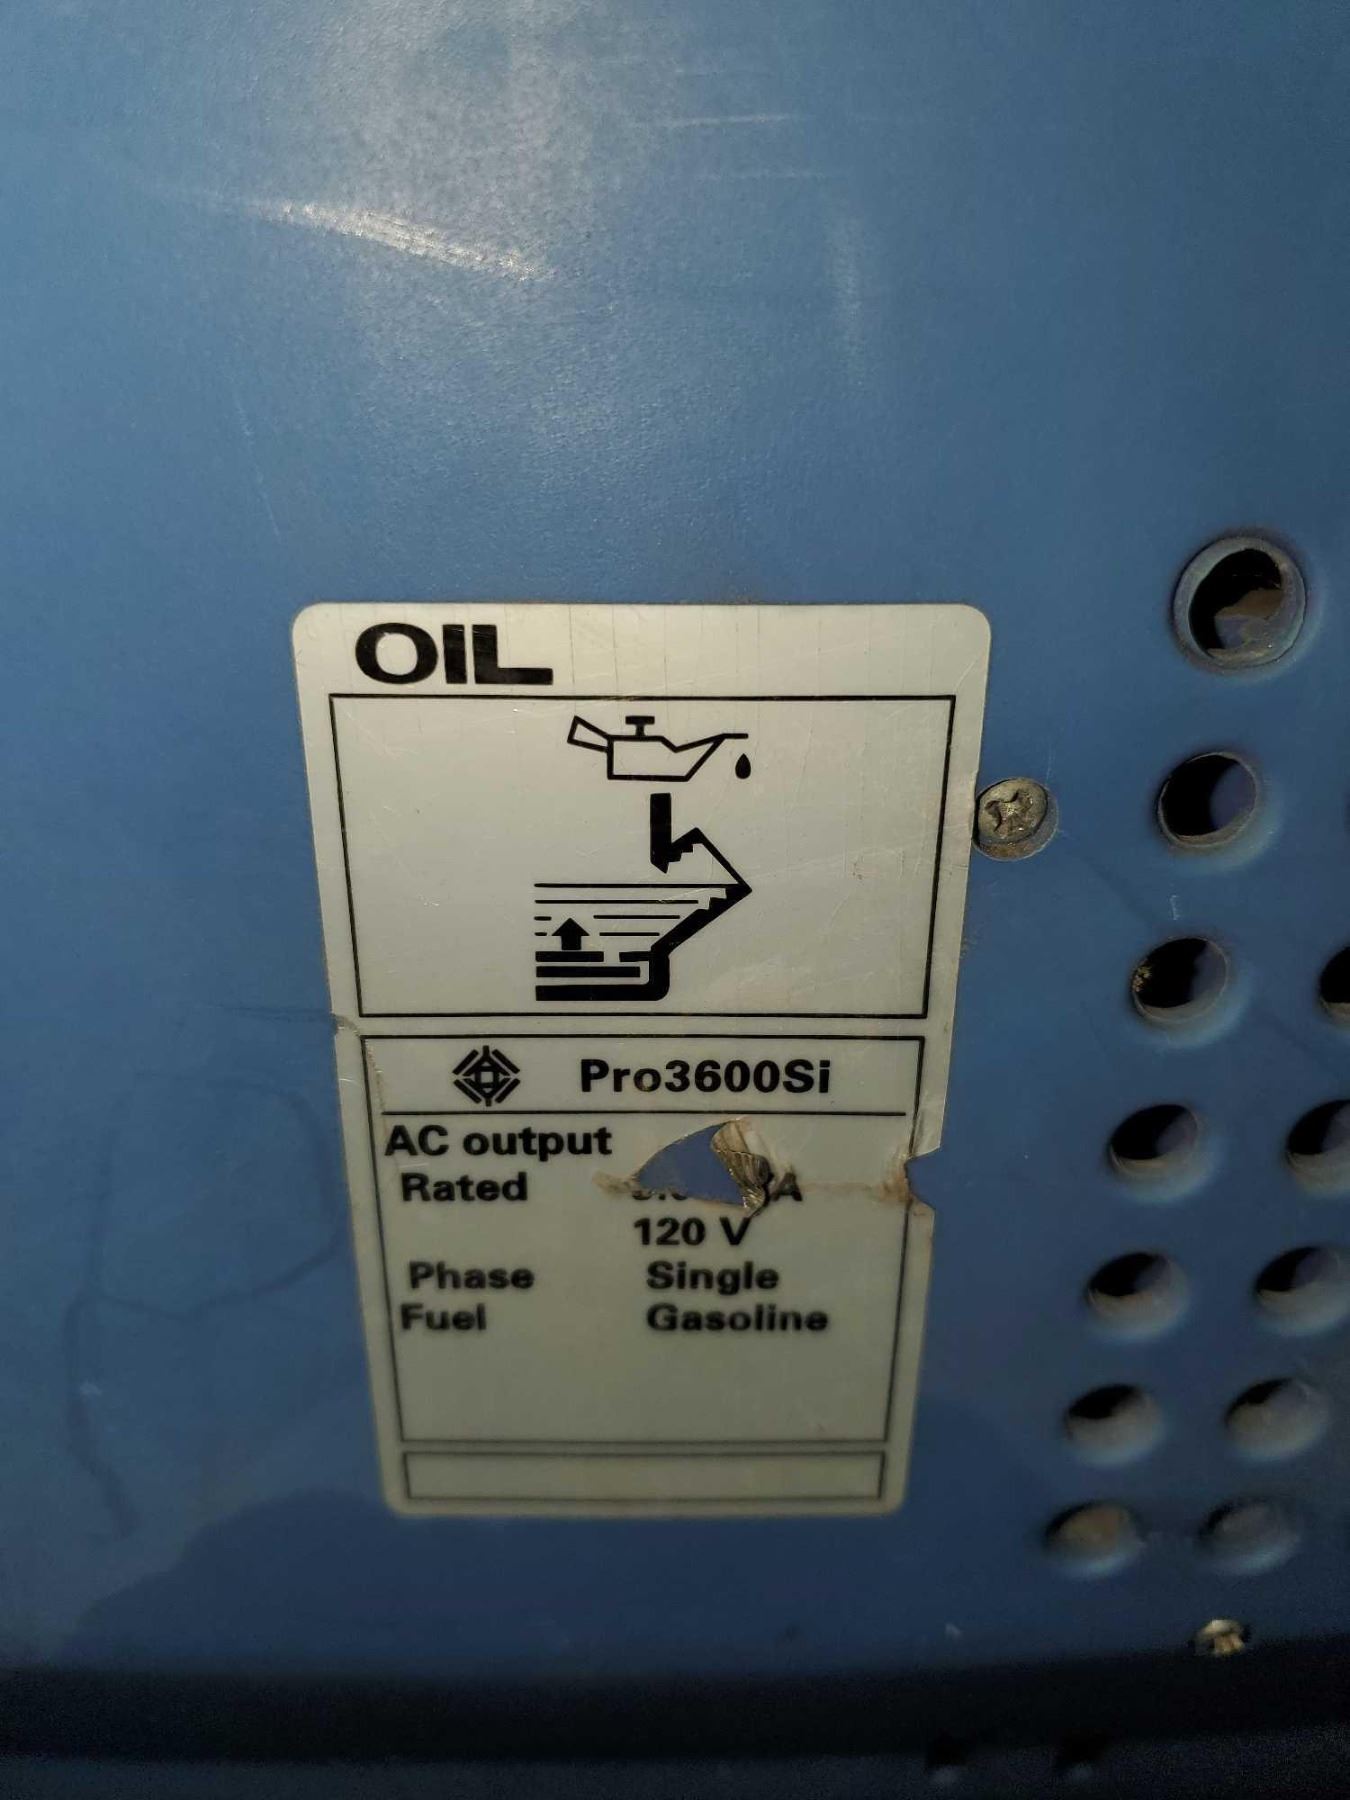 OIL
Pro3600Si
AC output
Rated
120 V
Phase Single
Fuel Gasoline